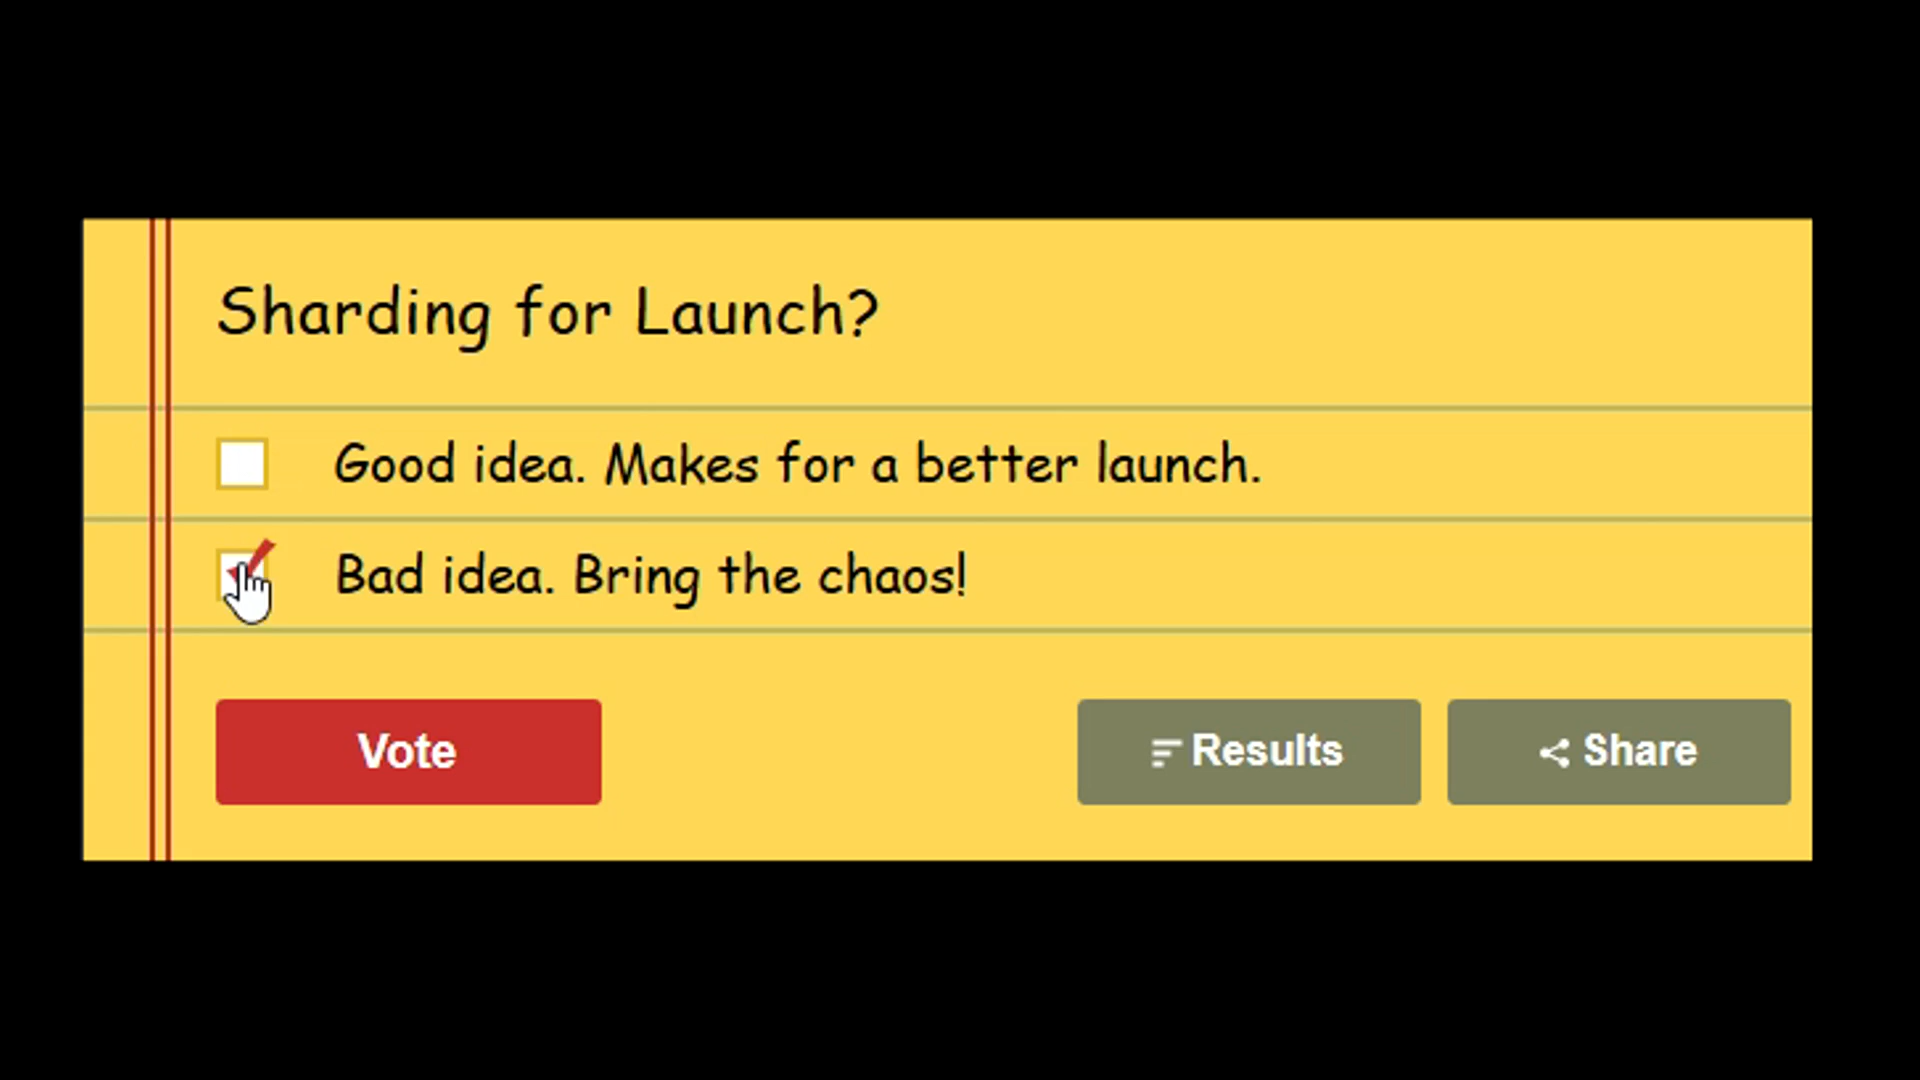 Sharding for Launch?
Good idea. Makes for a better launch.
Bad idea. Bring the chaos!
Vote
Results
Share